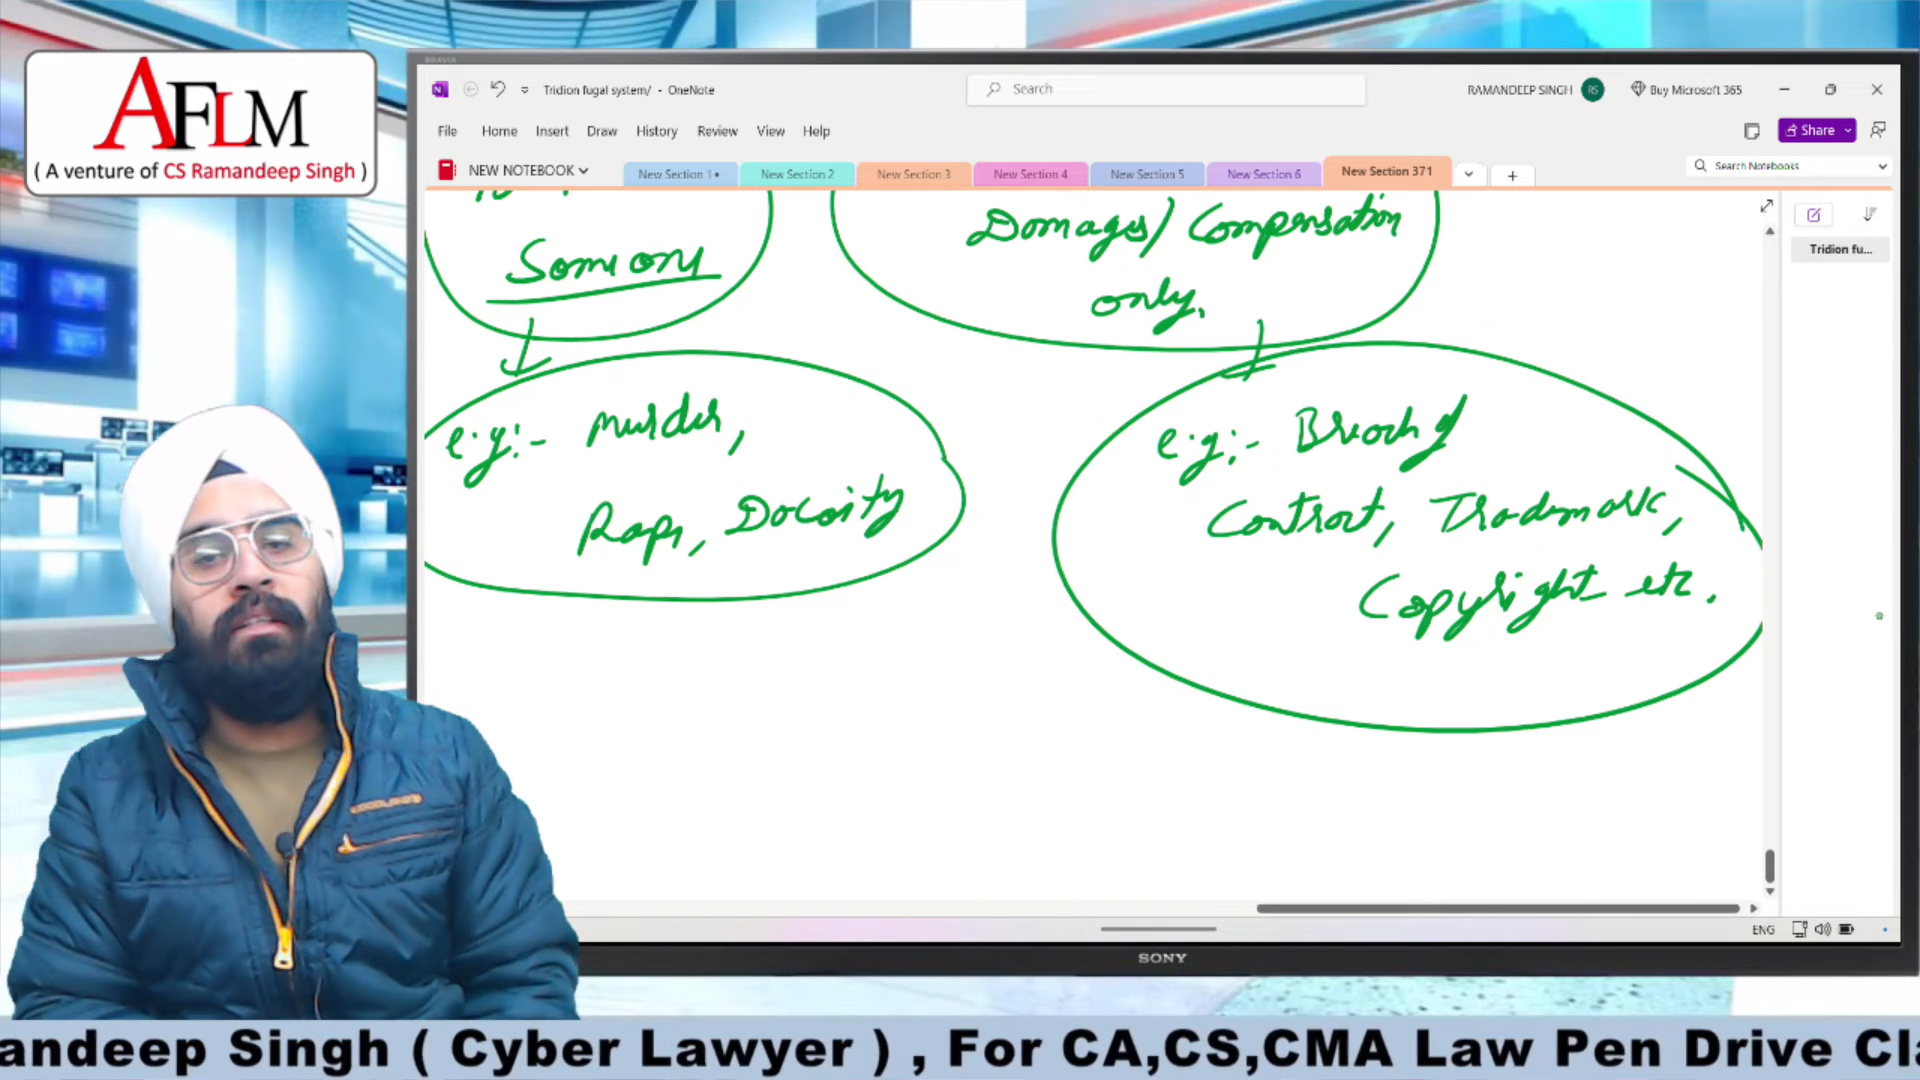 AFLM
( A venture of CS Ramandeep Singh )
BRAVIA
Tridion fugal system/ - OneNote
Search
RAMANDEEP SINGH
RS
Buy Microsoft 365
File Home Insert Draw History Review View Help
Share
NEW NOTEBOOK
New Section 1
New Section 2
New Section 3
New Section 4
New Section 5
New Section 6
New Section 371
Search Notebooks
Tridion fu...
Someone
Damages/ Compensation
only.
e.g:- Murder,
Rape, Dacoity
e.g:- Breach of
Contract, Trademark,
Copyright etc.
ENG
SONY
andeep Singh ( Cyber Lawyer ) , For CA,CS,CMA Law Pen Drive Cla